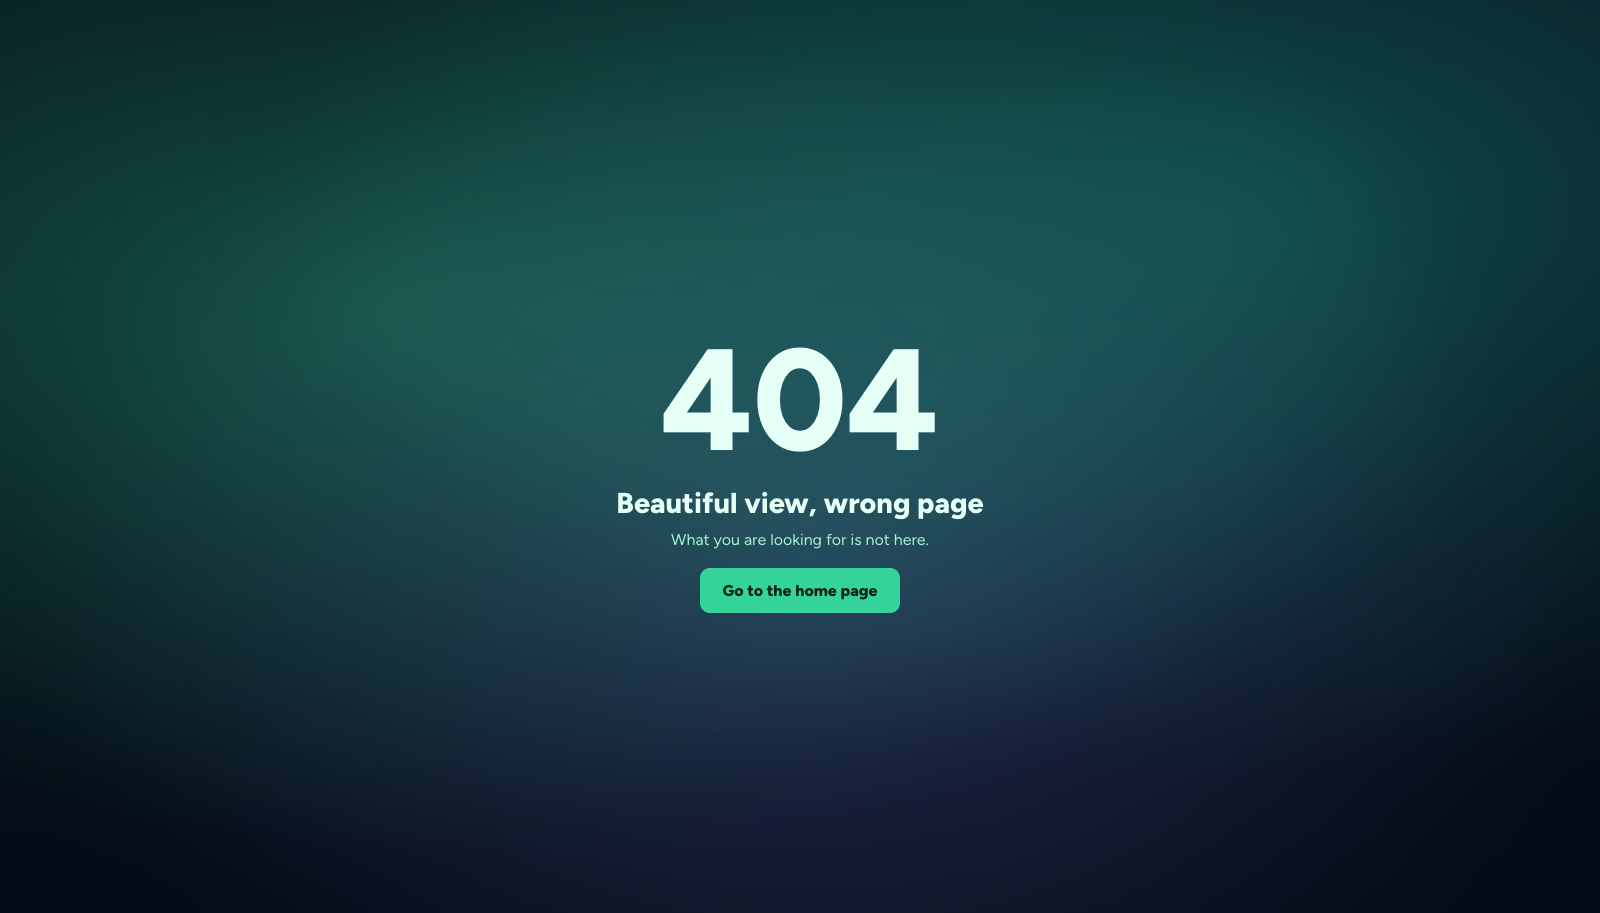 404
Beautiful view, wrong page
What you are looking for is not here.
Go to the home page